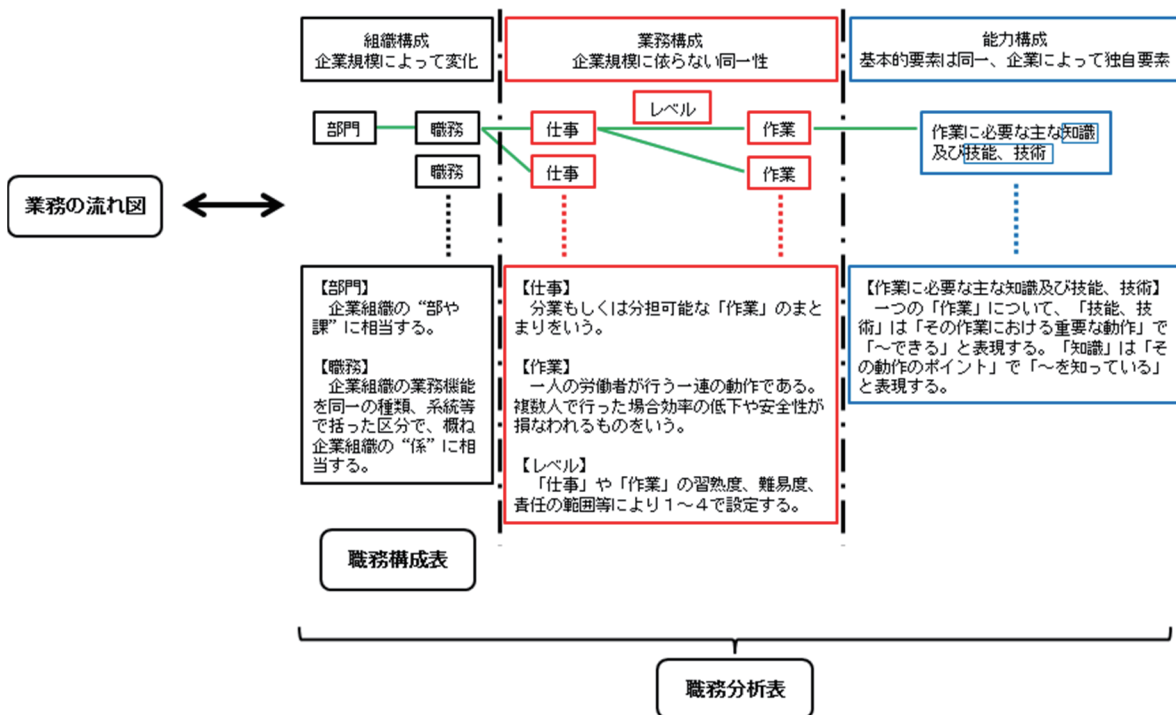 組織構成
企業規模によって変化
業務構成
企業規模に依らない同一性
能力構成
基本的要素は同一、企業によって独自要素
レベル
部門
職務
仕事
作業
作業に必要な主な知識
及び技能、技術
職務
仕事
作業
業務の流れ図
【部門】
企業組織の“部や
課”に相当する。
【職務】
企業組織の業務機能
を同一の種類、系統等
で括った区分で、概ね
企業組織の“係”に相
当する。
【仕事】
分業もしくは分担可能な「作業」のまと
まりをいう。
【作業】
一人の労働者が行う一連の動作である。
複数人で行った場合効率の低下や安全性が
損なわれるものをいう。
【レベル】
「仕事」や「作業」の習熟度、難易度、
責任の範囲等により１～４で設定する。
【作業に必要な主な知識及び技能、技術】
一つの「作業」について、「技能、技
術」は「その作業における重要な動作」で
「～できる」と表現する。「知識」は「そ
の動作のポイント」で「～を知っている」
と表現する。
職務構成表
職務分析表